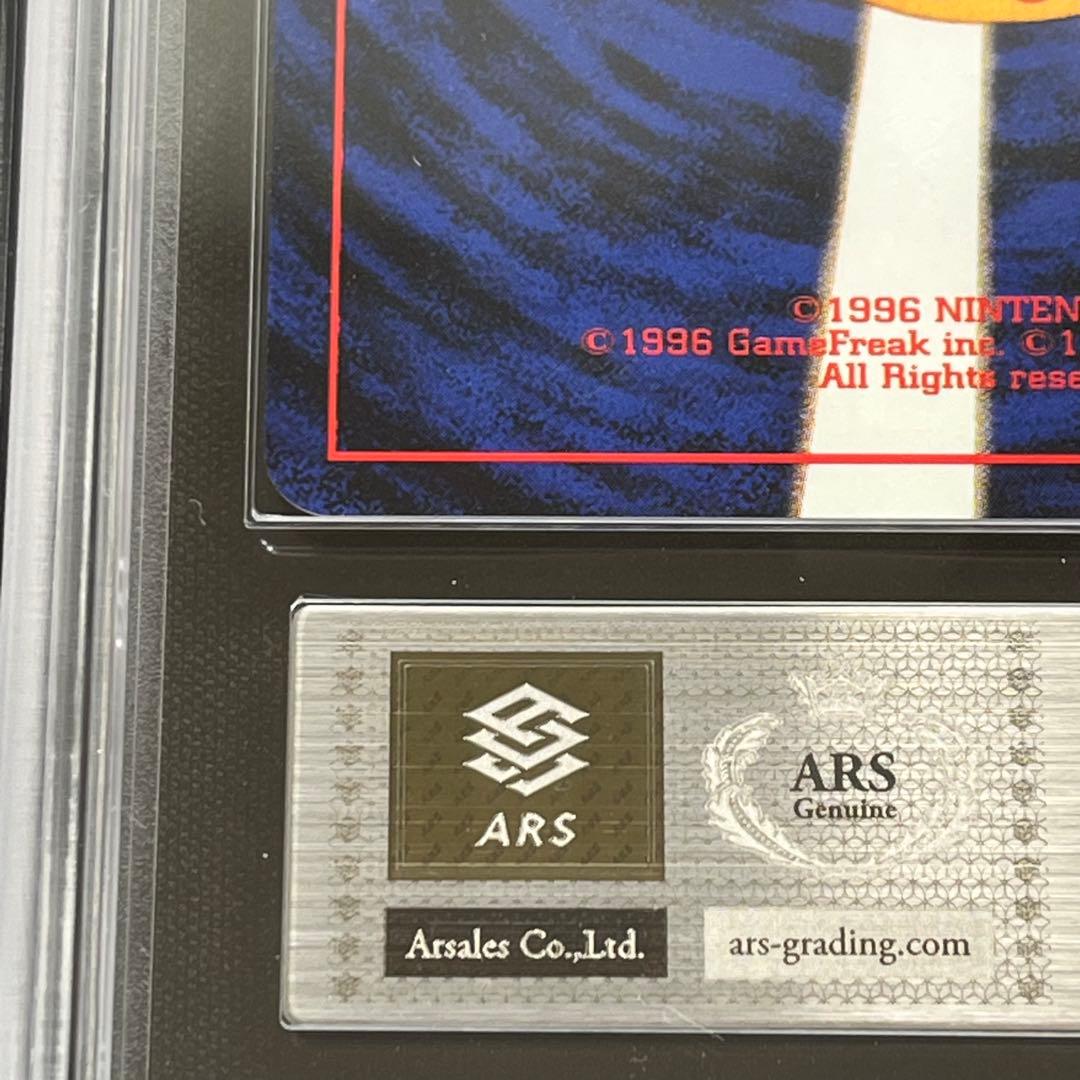 ©1996 NINTEN
©1996 GameFreak inc. ©1
All Rights rese
ARS
ARS
Genuine
Arsales Co.,Ltd.
ars-grading.com